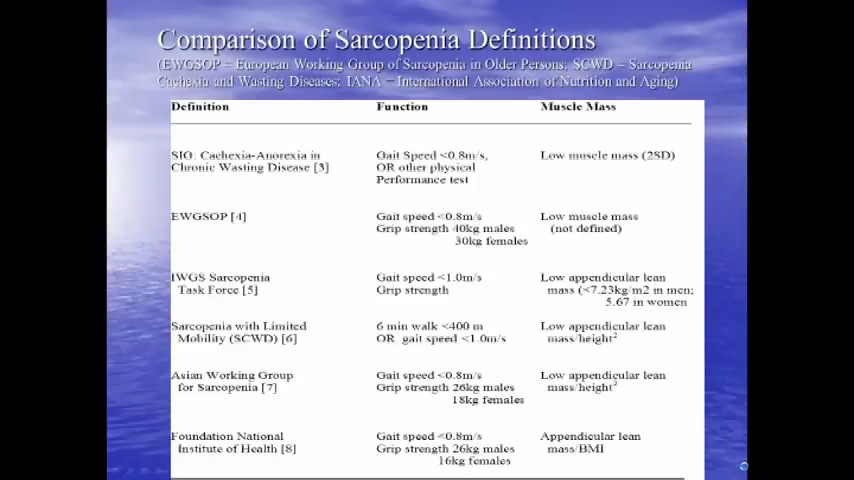 Comparison of Sarcopenia Definitions
(EWGSOP – European Working Group of Sarcopenia in Older Persons; SCWD – Sarcopenia
Cachexia and Wasting Diseases; IANA – International Association of Nutrition and Aging)
Definition Function Muscle Mass
SIG: Cachexia-Anorexia in Gait Speed <0.8m/s, Low muscle mass (2SD)
Chronic Wasting Disease [3] OR other physical
Performance test
EWGSOP [4] Gait speed <0.8m/s Low muscle mass
Grip strength 40kg males (not defined)
30kg females
IWGS Sarcopenia Gait speed <1.0m/s Low appendicular lean
Task Force [5] Grip strength mass (<7.23kg/m2 in men;
5.67 in women
Sarcopenia with Limited 6 min walk <400 m Low appendicular lean
Mobility (SCWD) [6] OR gait speed <1.0m/s mass/height²
Asian Working Group Gait speed <0.8m/s Low appendicular lean
for Sarcopenia [7] Grip strength 26kg males mass/height²
18kg females
Foundation National Gait speed <0.8m/s Appendicular lean
Institute of Health [8] Grip strength 26kg males mass/BMI
16kg females